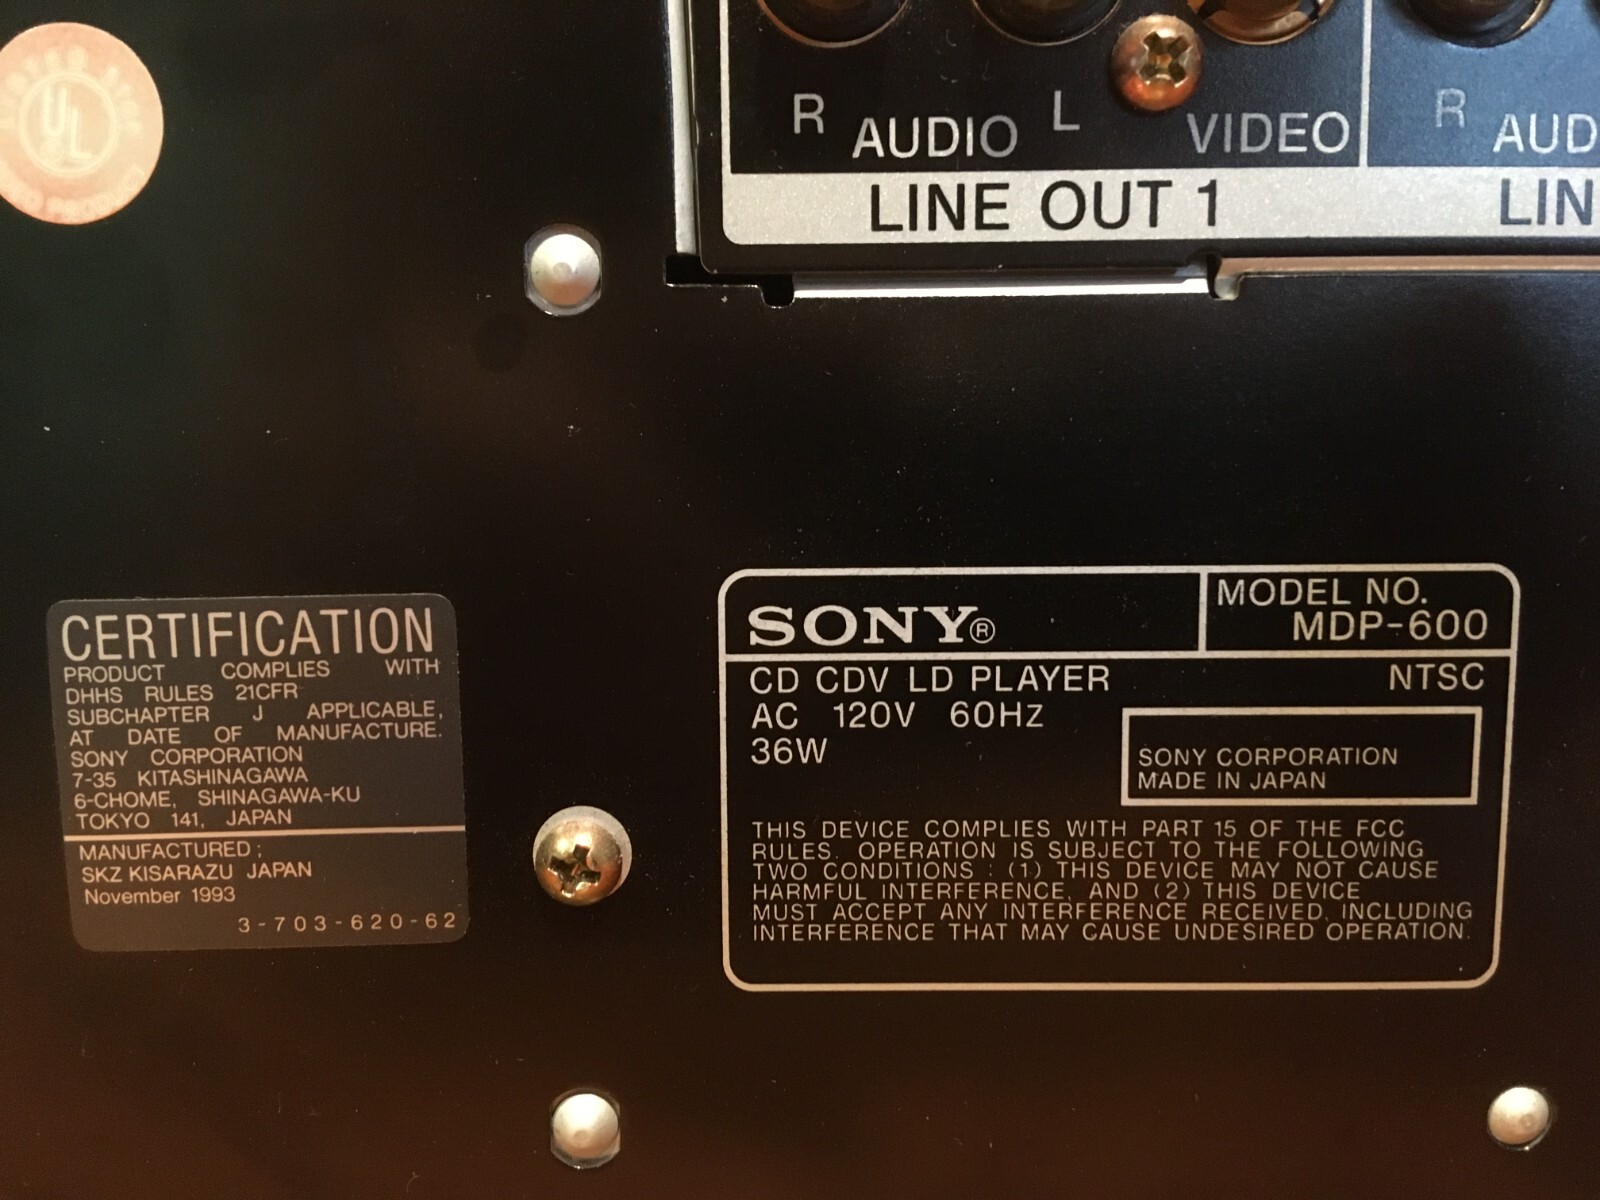 UL
R AUDIO L VIDEO
LINE OUT 1
R AUD
LIN
CERTIFICATION
PRODUCT COMPLIES WITH
DHHS RULES 21CFR
SUBCHAPTER J APPLICABLE,
AT DATE OF MANUFACTURE.
SONY CORPORATION
7-35 KITASHINAGAWA
6-CHOME, SHINAGAWA-KU
TOKYO 141, JAPAN
MANUFACTURED ;
SKZ KISARAZU JAPAN
November 1993
3-703-620-62
SONY®
MODEL NO.
MDP-600
CD CDV LD PLAYER NTSC
AC 120V 60HZ
36W
SONY CORPORATION
MADE IN JAPAN
THIS DEVICE COMPLIES WITH PART 15 OF THE FCC
RULES. OPERATION IS SUBJECT TO THE FOLLOWING
TWO CONDITIONS : (1) THIS DEVICE MAY NOT CAUSE
HARMFUL INTERFERENCE, AND (2) THIS DEVICE
MUST ACCEPT ANY INTERFERENCE RECEIVED, INCLUDING
INTERFERENCE THAT MAY CAUSE UNDESIRED OPERATION.